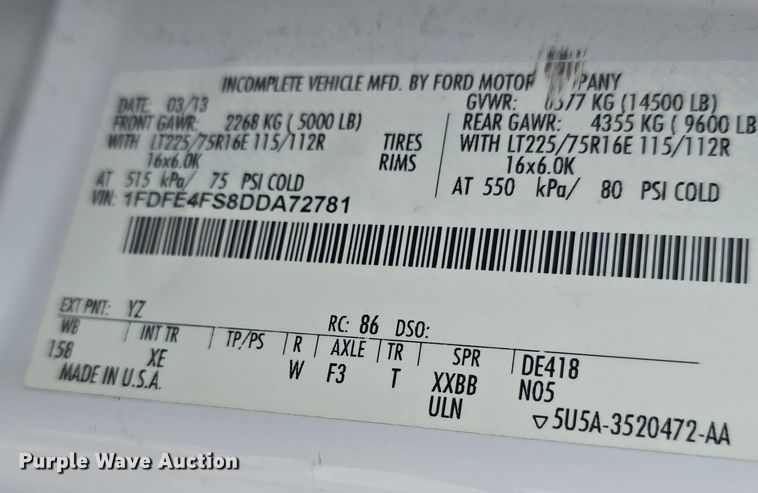 INCOMPLETE VEHICLE MFD. BY FORD MOTOR
DATE: 03/13 GVWR: KG (14500 LB)
FRONT GAWR: 2268 KG ( 5000 LB) REAR GAWR: 4355 KG ( 9600 LB
WITH LT225/75R16E 115/112R TIRES WITH LT225/75R16E 115/112R
16x6.0K RIMS 16x6.0K
AT 515 kPa/ 75 PSI COLD AT 550 kPa/ 80 PSI COLD
VIN: 1FDFE4FS8DDA72781
EXT PNT: YZ RC: 86 DSO:
WB INT TR TP/PS R AXLE TR SPR DE418
158 XE W F3 T XXBB N05
MADE IN U.S.A. ULN ▽5U5A-3520472-AA
Purple Wave Auction